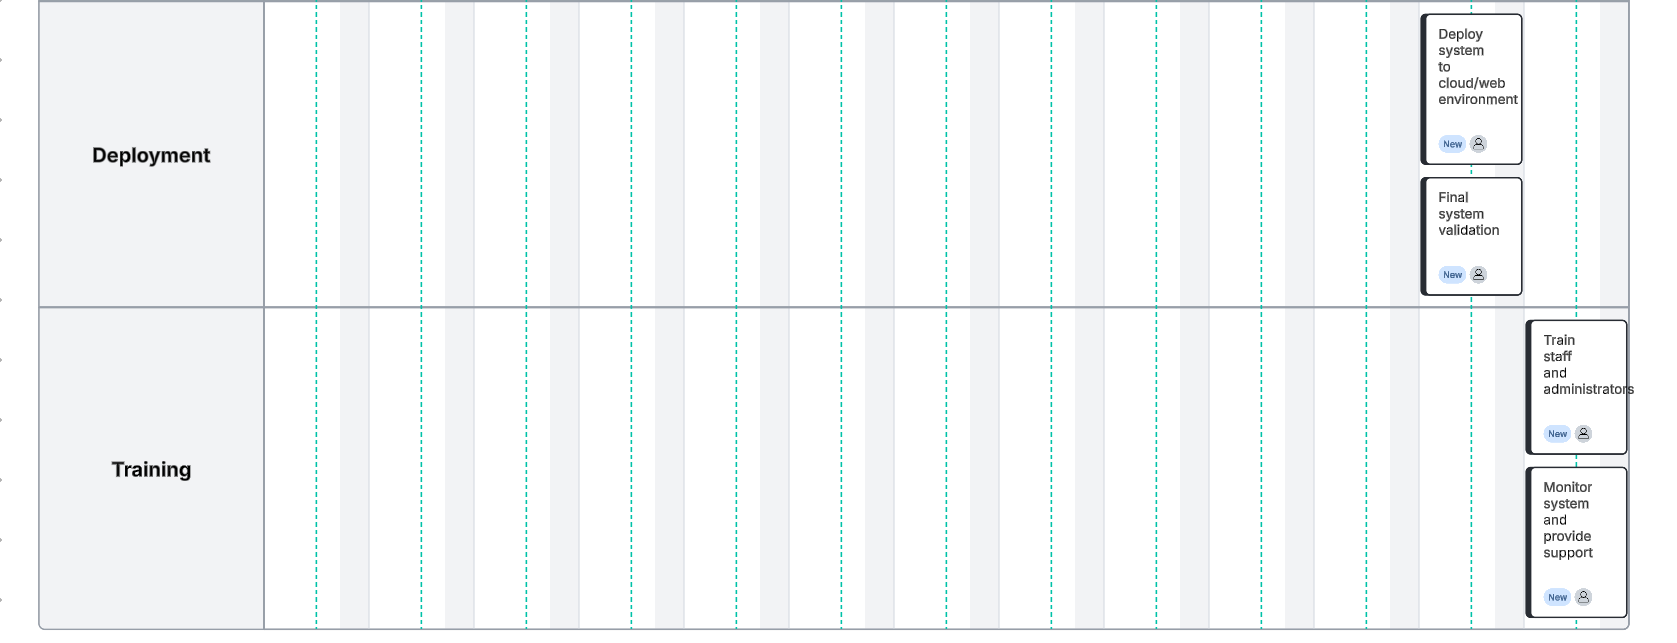 Deployment
Deploy
system
to
cloud/web
environment
New
Final
system
validation
New
Training
Train
staff
and
administrators
New
Monitor
system
and
provide
support
New